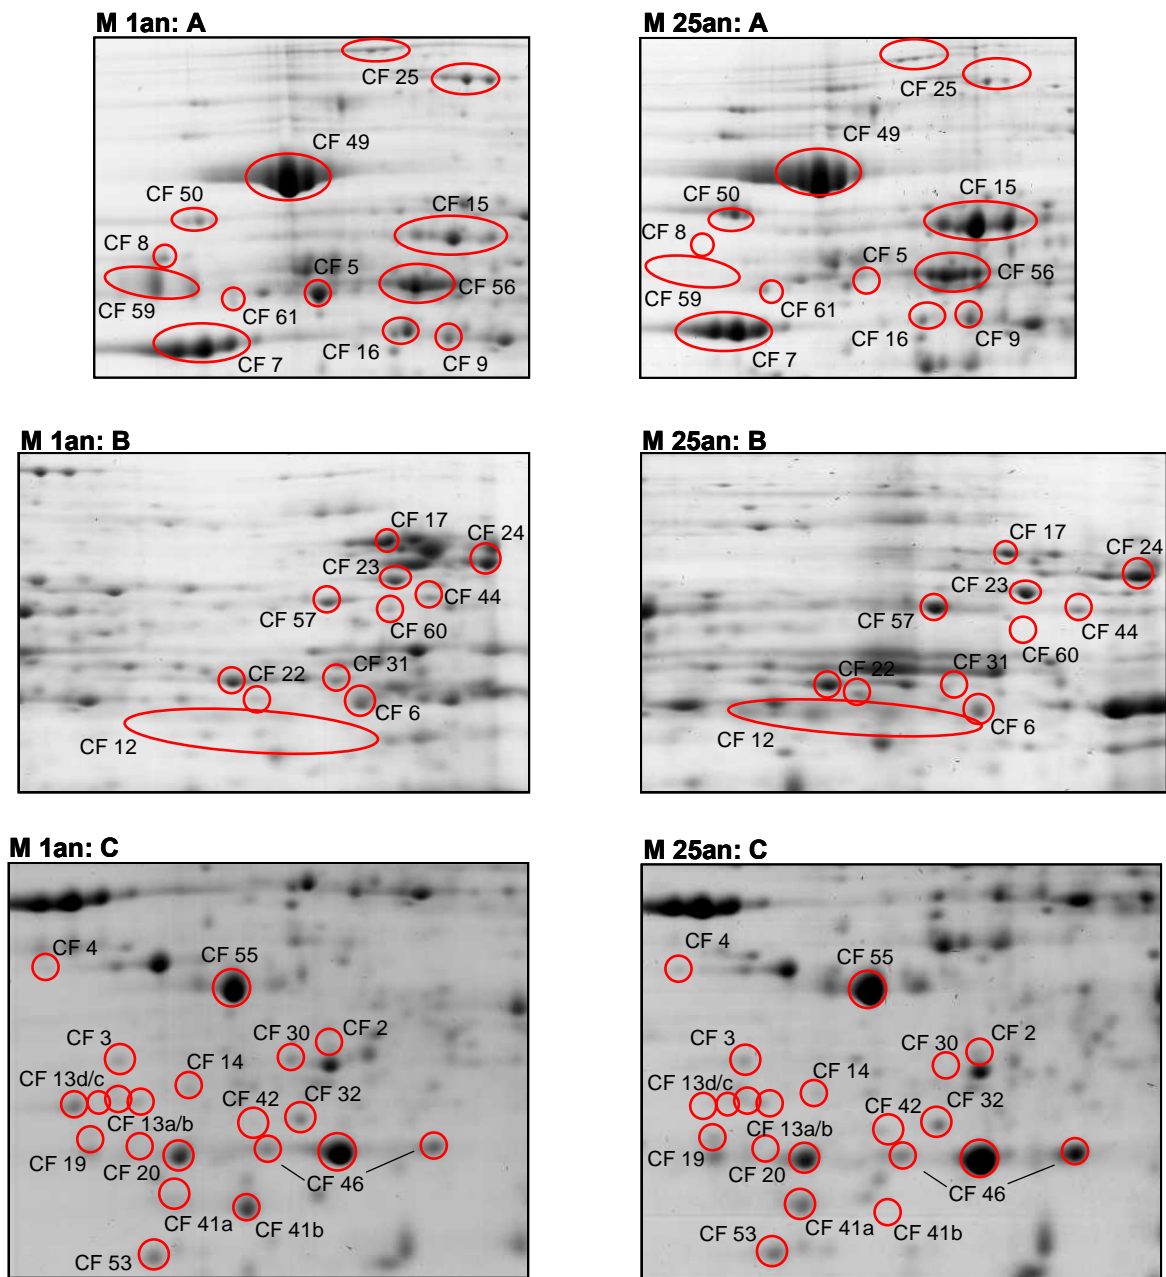 M 1an: A
CF 25
CF 49
CF 50
CF 15
CF 8
CF 5
CF 56
CF 59
CF 61
CF 16
CF 7
CF 9
M 25an: A
CF 25
CF 49
CF 50
CF 15
CF 8
CF 5
CF 56
CF 59
CF 61
CF 16
CF 9
CF 7
M 1an: B
CF 17
CF 24
CF 23
CF 44
CF 57
CF 60
CF 31
CF 22
CF 6
CF 12
M 25an: B
CF 17
CF 24
CF 23
CF 57
CF 44
CF 60
CF 31
CF 22
CF 6
CF 12
M 1an: C
CF 4
CF 55
CF 3
CF 30
CF 2
CF 14
CF 13d/c
CF 42
CF 32
CF 13a/b
CF 19
CF 20
CF 46
CF 41a
CF 41b
CF 53
M 25an: C
CF 4
CF 55
CF 3
CF 30
CF 2
CF 14
CF 13d/c
CF 42
CF 32
CF 13a/b
CF 19
CF 20
CF 46
CF 41a
CF 41b
CF 53